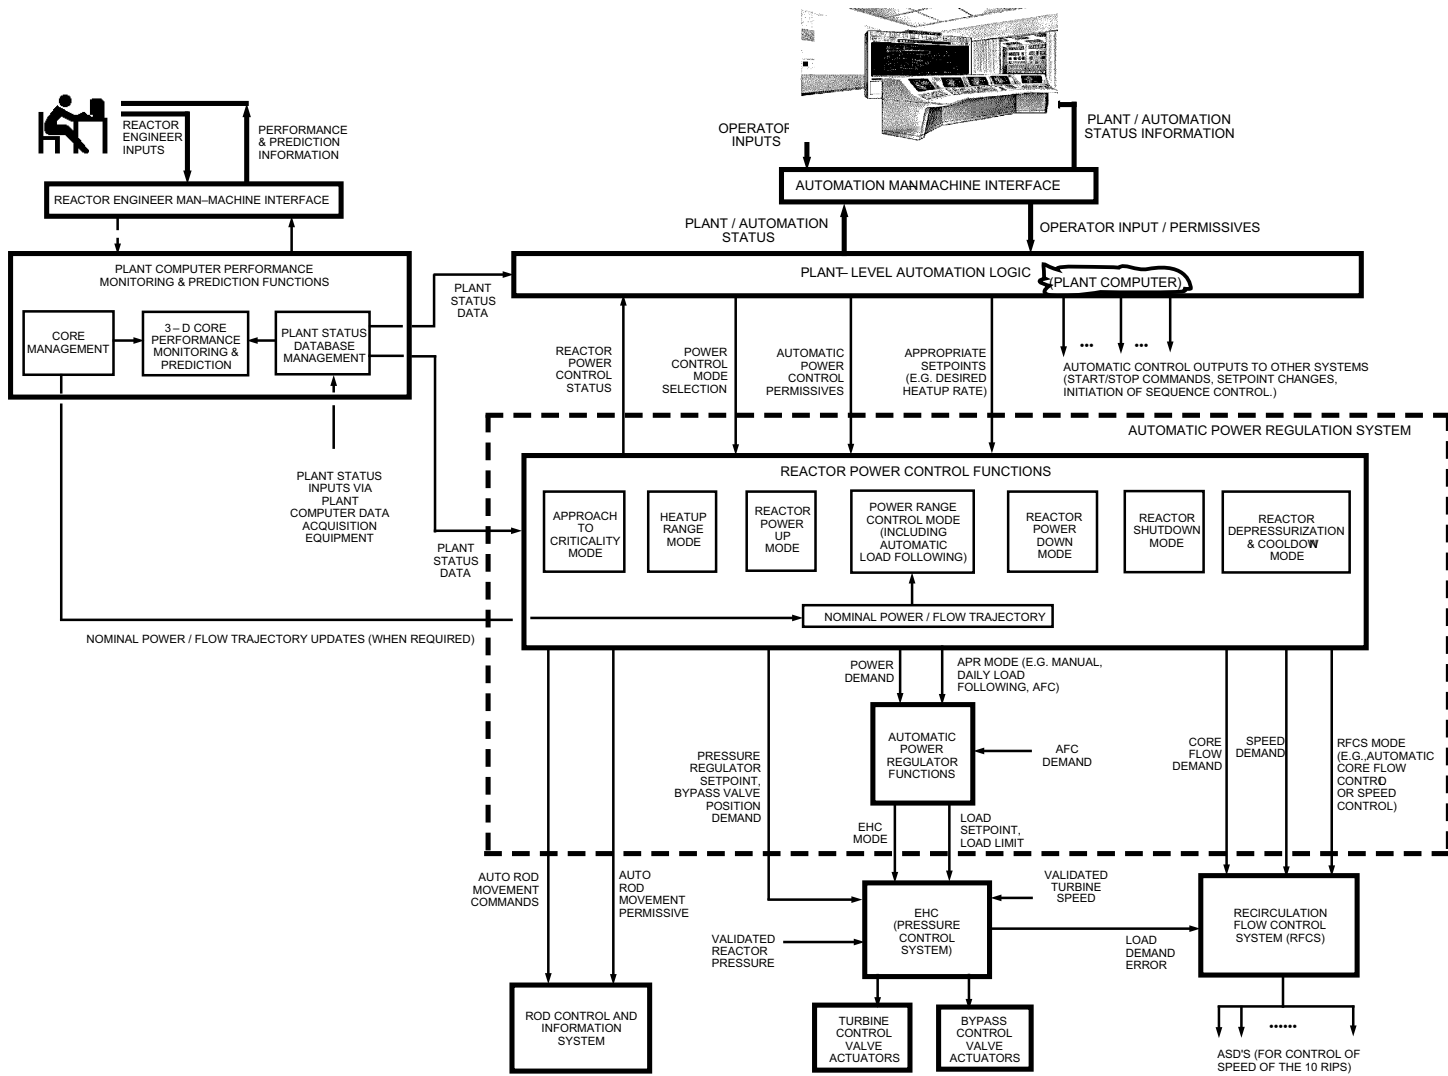 OPERATOR
INPUTS
PLANT / AUTOMATION
STATUS INFORMATION
REACTOR
ENGINEER
INPUTS
PERFORMANCE
& PREDICTION
INFORMATION
REACTOR ENGINEER MAN–MACHINE INTERFACE
AUTOMATION MAN–MACHINE INTERFACE
PLANT / AUTOMATION
STATUS
OPERATOR INPUT / PERMISSIVES
PLANT COMPUTER PERFORMANCE
MONITORING & PREDICTION FUNCTIONS
CORE
MANAGEMENT
3 – D CORE
PERFORMANCE
MONITORING &
PREDICTION
PLANT STATUS
DATABASE
MANAGEMENT
PLANT
STATUS
DATA
PLANT– LEVEL AUTOMATION LOGIC
(PLANT COMPUTER)
REACTOR
POWER
CONTROL
STATUS
POWER
CONTROL
MODE
SELECTION
AUTOMATIC
POWER
CONTROL
PERMISSIVES
APPROPRIATE
SETPOINTS
(E.G. DESIRED
HEATUP RATE)
... ...
AUTOMATIC CONTROL OUTPUTS TO OTHER SYSTEMS
(START/STOP COMMANDS, SETPOINT CHANGES,
INITIATION OF SEQUENCE CONTROL.)
AUTOMATIC POWER REGULATION SYSTEM
PLANT STATUS
INPUTS VIA
PLANT
COMPUTER DATA
ACQUISITION
EQUIPMENT
PLANT
STATUS
DATA
REACTOR POWER CONTROL FUNCTIONS
APPROACH
TO
CRITICALITY
MODE
HEATUP
RANGE
MODE
REACTOR
POWER
UP
MODE
POWER RANGE
CONTROL MODE
(INCLUDING
AUTOMATIC
LOAD FOLLOWING)
REACTOR
POWER
DOWN
MODE
REACTOR
SHUTDOWN
MODE
REACTOR
DEPRESSURIZATION
& COOLDOWN
MODE
NOMINAL POWER / FLOW TRAJECTORY
NOMINAL POWER / FLOW TRAJECTORY UPDATES (WHEN REQUIRED)
POWER
DEMAND
APR MODE (E.G. MANUAL,
DAILY LOAD
FOLLOWING, AFC)
AUTOMATIC
POWER
REGULATOR
FUNCTIONS
AFC
DEMAND
PRESSURE
REGULATOR
SETPOINT,
BYPASS VALVE
POSITION
DEMAND
CORE
FLOW
DEMAND
SPEED
DEMAND
RFCS MODE
(E.G.,AUTOMATIC
CORE FLOW
CONTRO
OR SPEED
CONTROL)
EHC
MODE
LOAD
SETPOINT,
LOAD LIMIT
AUTO ROD
MOVEMENT
COMMANDS
AUTO
ROD
MOVEMENT
PERMISSIVE
VALIDATED
TURBINE
SPEED
EHC
(PRESSURE
CONTROL
SYSTEM)
RECIRCULATION
FLOW CONTROL
SYSTEM (RFCS)
VALIDATED
REACTOR
PRESSURE
LOAD
DEMAND
ERROR
ROD CONTROL AND
INFORMATION
SYSTEM
TURBINE
CONTROL
VALVE
ACTUATORS
BYPASS
CONTROL
VALVE
ACTUATORS
......
ASD'S (FOR CONTROL OF
SPEED OF THE 10 RIPS)